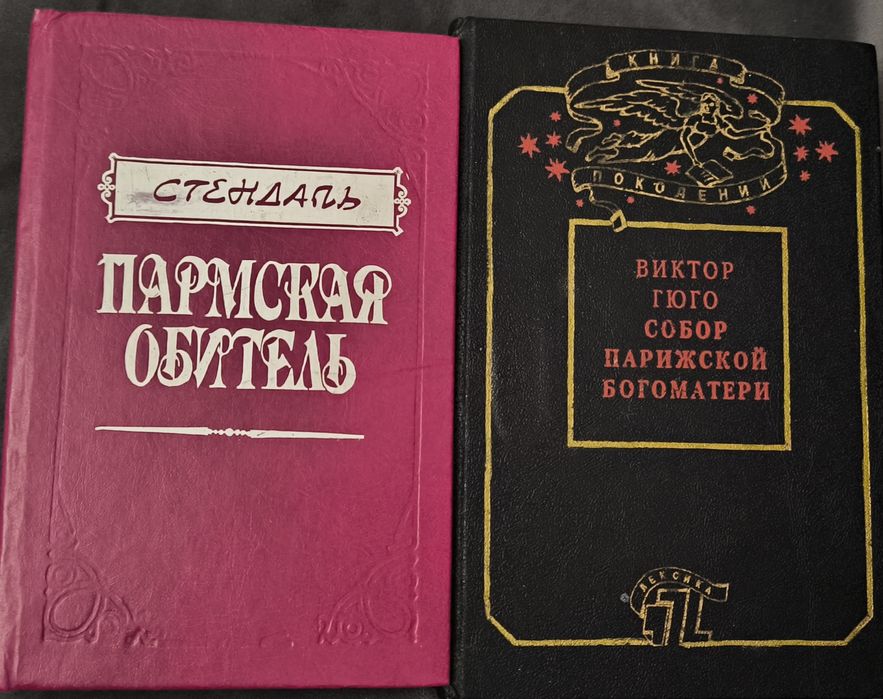 СТЕНДАЛЬ
ПАРМСКАЯ
ОБИТЕЛЬ
КНИГА
ПОКОЛЕНИЙ
ВИКТОР
ГЮГО
СОБОР
ПАРИЖСКОЙ
БОГОМАТЕРИ
ЛЕКСИКА